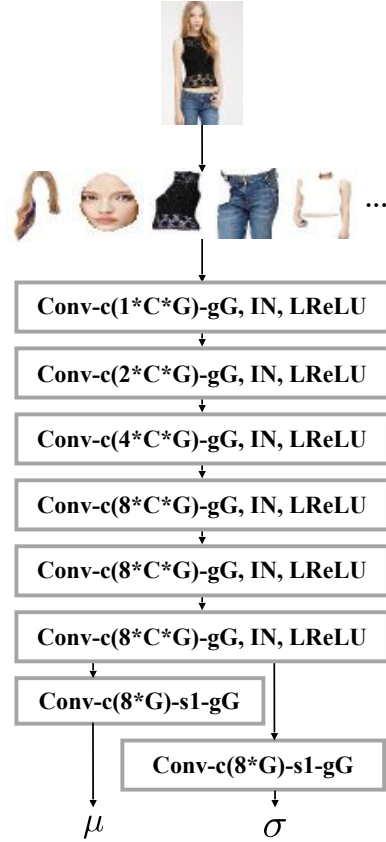 ...
Conv-c(1*C*G)-gG, IN, LReLU
Conv-c(2*C*G)-gG, IN, LReLU
Conv-c(4*C*G)-gG, IN, LReLU
Conv-c(8*C*G)-gG, IN, LReLU
Conv-c(8*C*G)-gG, IN, LReLU
Conv-c(8*C*G)-gG, IN, LReLU
Conv-c(8*G)-s1-gG
Conv-c(8*G)-s1-gG
μ σ